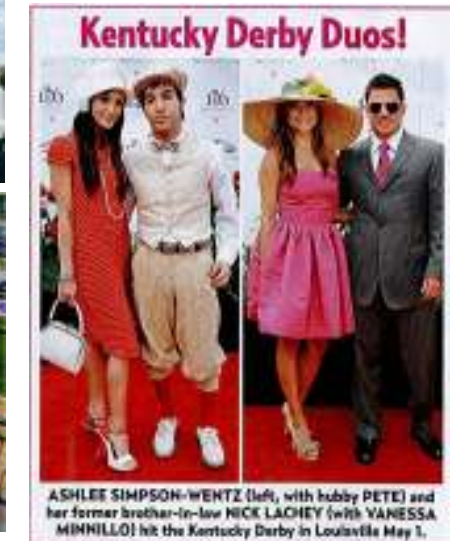 Kentucky Derby Duos!
ASHLEE SIMPSON-WENTZ (left, with hubby PETE) and
her former brother-in-law NICK LACHEY (with VANESSA
MINNILLO) hit the Kentucky Derby in Louisville May 1.